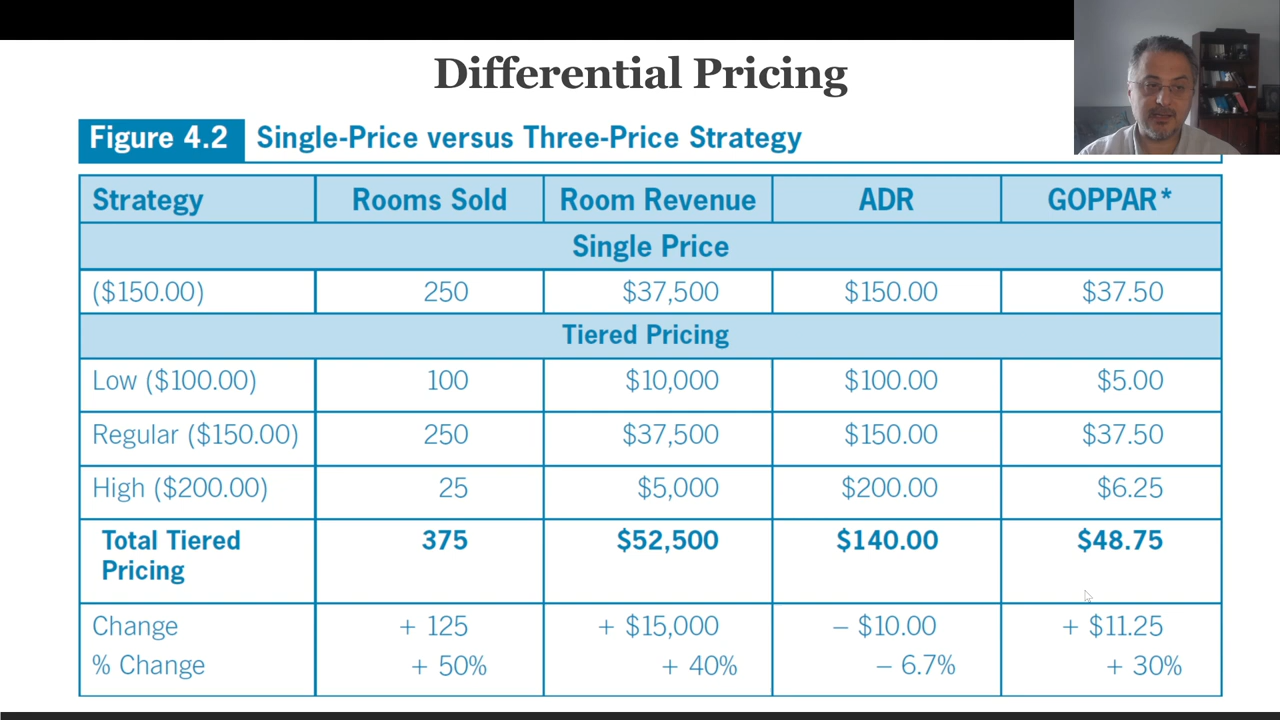 Differential Pricing
Figure 4.2 Single-Price versus Three-Price Strategy
Strategy Rooms Sold Room Revenue ADR GOPPAR*
Single Price
($150.00) 250 $37,500 $150.00 $37.50
Tiered Pricing
Low ($100.00) 100 $10,000 $100.00 $5.00
Regular ($150.00) 250 $37,500 $150.00 $37.50
High ($200.00) 25 $5,000 $200.00 $6.25
Total Tiered Pricing 375 $52,500 $140.00 $48.75
Change + 125 + $15,000 − $10.00 + $11.25
% Change + 50% + 40% − 6.7% + 30%